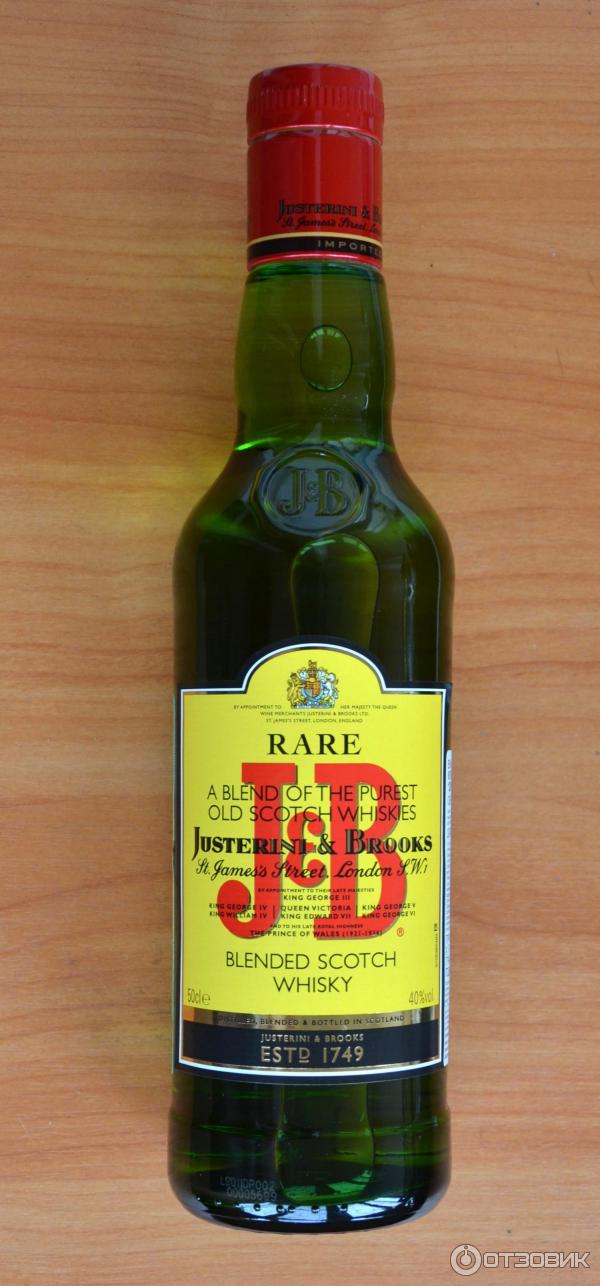 JUSTERINI & B
St. James's Street, Lon
IMPORTE
J&B
BY APPOINTMENT TO HER MAJESTY THE QUEEN
WINE MERCHANTS JUSTERINI & BROOKS LTD.
ST. JAMES'S STREET, LONDON, ENGLAND
RARE
J&B
A BLEND OF THE PUREST
OLD SCOTCH WHISKIES
JUSTERINI & BROOKS
St. James's Street, London S.W.1
BY APPOINTMENT TO THEIR LATE MAJESTIES
KING GEORGE III
KING GEORGE IV QUEEN VICTORIA KING GEORGE V
KING WILLIAM IV KING EDWARD VII KING GEORGE VI
AND TO HIS LATE ROYAL HIGHNESS
THE PRINCE OF WALES (1921-1936)
®
BLENDED SCOTCH
WHISKY
50cl e 40%vol
DISTILLED, BLENDED & BOTTLED IN SCOTLAND
JUSTERINI & BROOKS
ESTD 1749
00005699
ОТЗОВИК